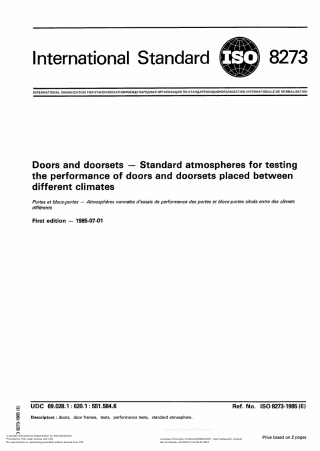 International Standard ISO 8273
INTERNATIONAL ORGANIZATION FOR STANDARDIZATION•МЕЖДУНАРОДНАЯ ОРГАНИЗАЦИЯ ПО СТАНДАРТИЗАЦИИ•ORGANISATION INTERNATIONALE DE NORMALISATION
Doors and doorsets — Standard atmospheres for testing
the performance of doors and doorsets placed between
different climates
Portes et blocs-portes — Atmosphères normales d'essais de performance des portes et blocs-portes situés entre des climats
différents
First edition — 1985-07-01
UDC 69.028.1 : 620.1 : 551.584.6 Ref. No. ISO 8273-1985 (E)
Descriptors : doors, door frames, tests, performance tests, standard atmosphere.
O 8273-1985 (E)
Price based on 2 pages